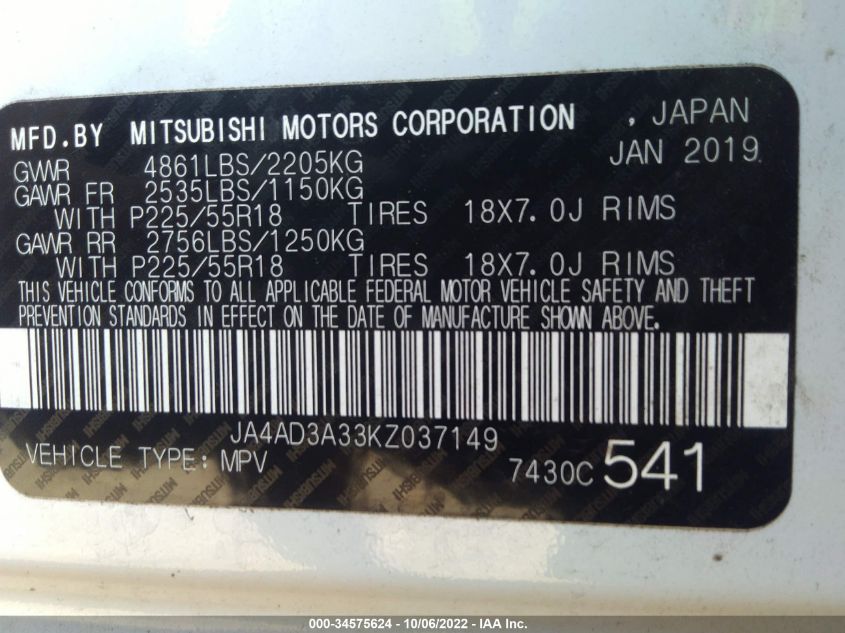 MFD.BY MITSUBISHI MOTORS CORPORATION , JAPAN
GVWR 4861LBS/2205KG JAN 2019
GAWR FR 2535LBS/1150KG
WITH P225/55R18 TIRES 18X7.0J RIMS
GAWR RR 2756LBS/1250KG
WITH P225/55R18 TIRES 18X7.0J RIMS
THIS VEHICLE CONFORMS TO ALL APPLICABLE FEDERAL MOTOR VEHICLE SAFETY AND THEFT
PREVENTION STANDARDS IN EFFECT ON THE DATE OF MANUFACTURE SHOWN ABOVE.
JA4AD3A33KZ037149
VEHICLE TYPE: MPV 7430C 541
000-34575624 - 10/06/2022 - IAA Inc.